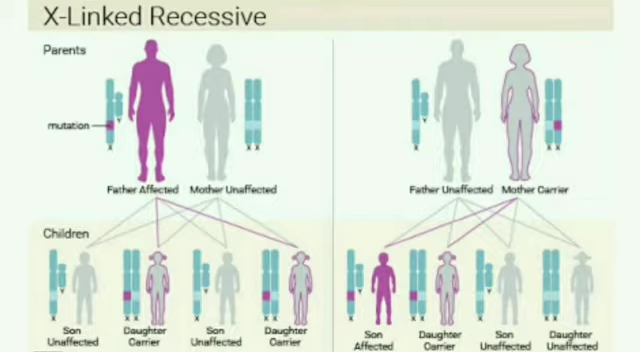 X-Linked Recessive
Parents
mutation
Y
X
X X
Father Affected
Mother Unaffected
Y
X
X X
Father Unaffected
Mother Carrier
Children
Y
X
X X
Y
X
X X
Y
X
X X
Y
X
X X
Son
Unaffected
Daughter
Carrier
Son
Unaffected
Daughter
Carrier
Son
Affected
Daughter
Carrier
Son
Unaffected
Daughter
Unaffected